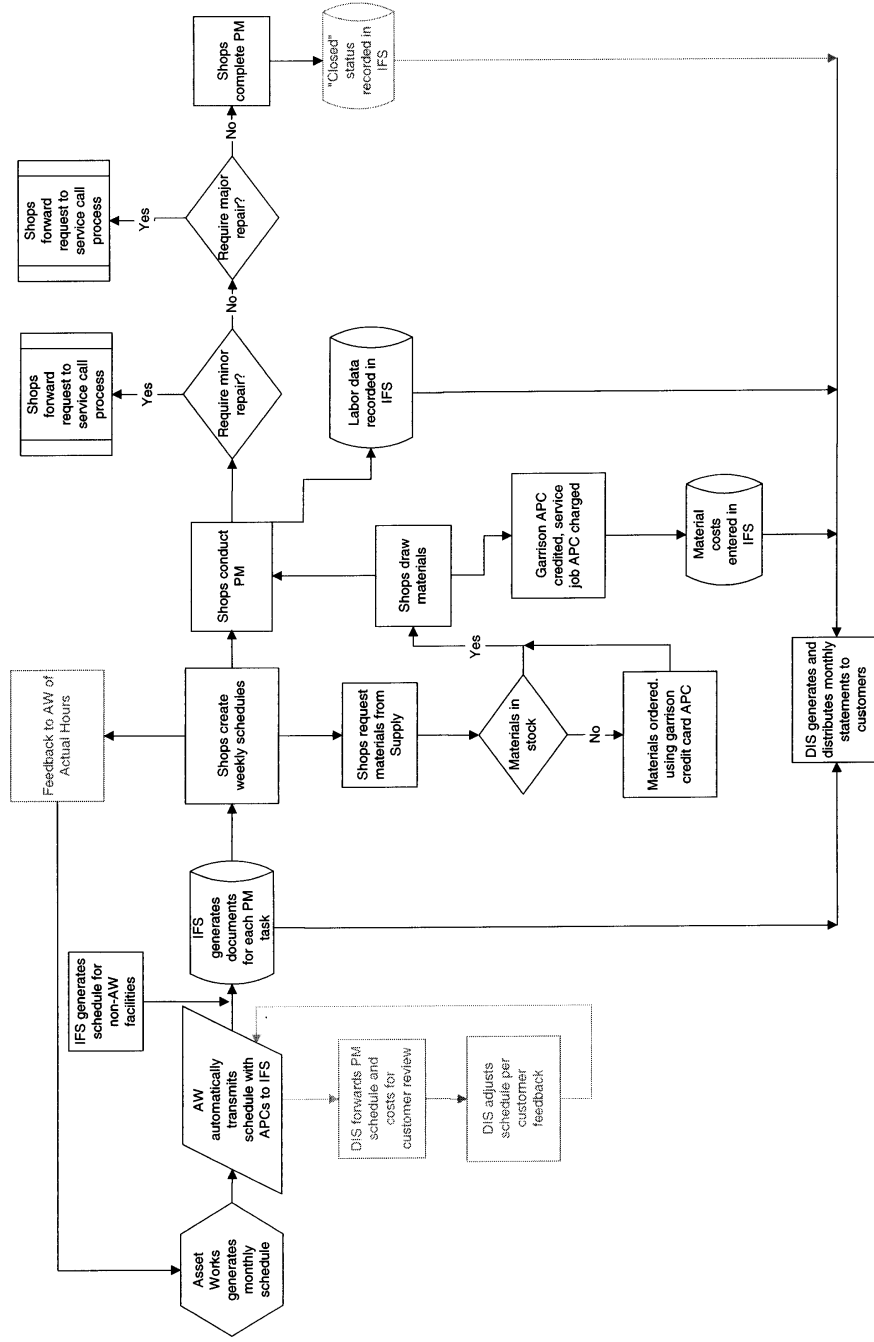 Asset
Works
generates
monthly
schedule
AW
automatically
transmits
schedule with
APCs to IFS
IFS generates
schedule for
non-AW
facilities
DIS forwards PM
schedule and
costs for
customer review
DIS adjusts
schedule per
customer
feedback
IFS
generates
documents
for each PM
task
Feedback to AW of
Actual Hours
Shops create
weekly schedules
Shops request
materials from
Supply
Materials in
stock
No
Yes
Materials ordered.
using garrison
credit card APC
Shops draw
materials
Shops conduct
PM
Garrison APC
credited, service
job APC charged
Material
costs
entered in
IFS
Labor data
recorded in
IFS
Require minor
repair?
Yes
Shops
forward
request to
service call
process
No
Require major
repair?
Yes
Shops
forward
request to
service call
process
No
Shops
complete PM
"Closed"
status
recorded in
IFS
DIS generates and
distributes monthly
statements to
customers